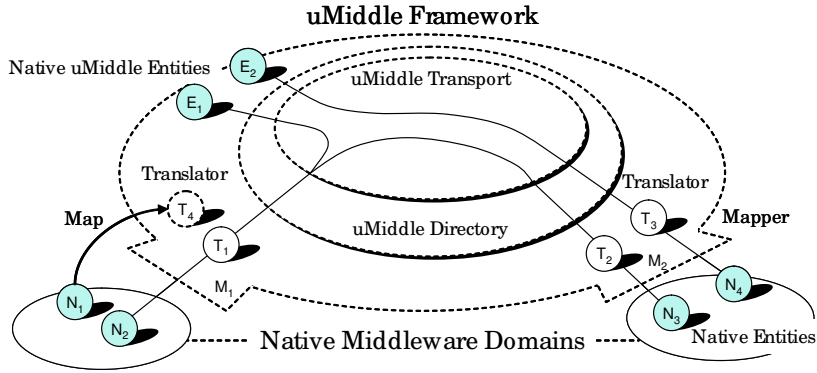 uMiddle Framework
Native uMiddle Entities
E2
uMiddle Transport
E1
Translator
Translator
T4
Map
T3
Mapper
uMiddle Directory
T1
T2
M2
M1
N1
N4
N2
N3
Native Entities
Native Middleware Domains